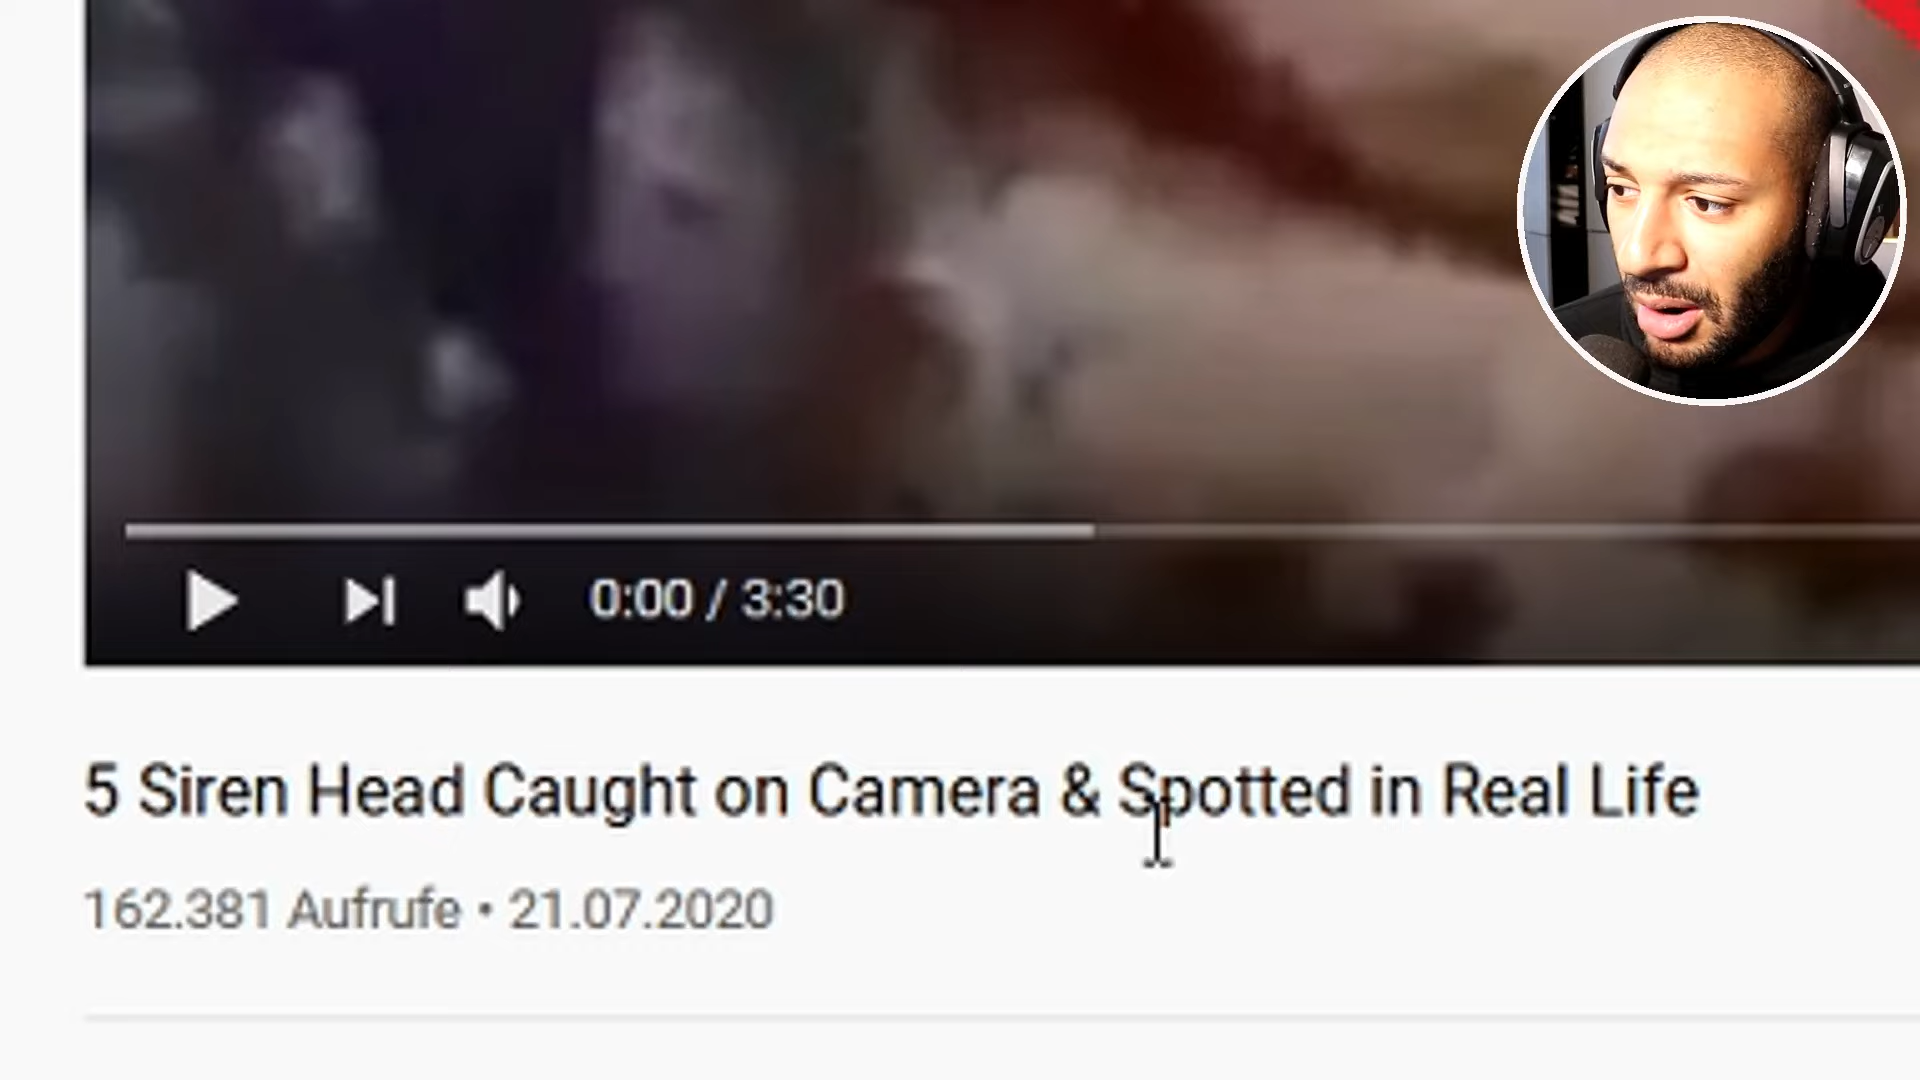 0:00 / 3:30
5 Siren Head Caught on Camera & Spotted in Real Life
162.381 Aufrufe • 21.07.2020